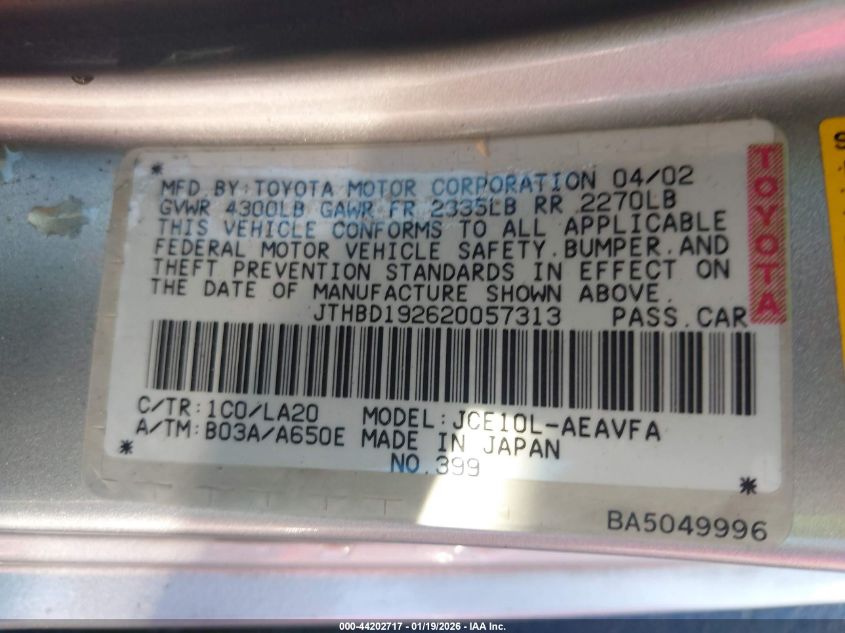 MFD.BY:TOYOTA MOTOR CORPORATION 04/02
GVWR 4300LB GAWR FR 2335LB RR 2270LB
THIS VEHICLE CONFORMS TO ALL APPLICABLE
FEDERAL MOTOR VEHICLE SAFETY.BUMPER.AND
THEFT PREVENTION STANDARDS IN EFFECT ON
THE DATE OF MANUFACTURE SHOWN ABOVE.
JTHBD192620057313 PASS.CAR
TOYOTA
C/TR:1C0/LA20 MODEL:JCE10L-AEAVFA
A/TM:B03A/A650E MADE IN JAPAN
NO.399
BA5049996
000-44202717 - 01/19/2026 - IAA Inc.